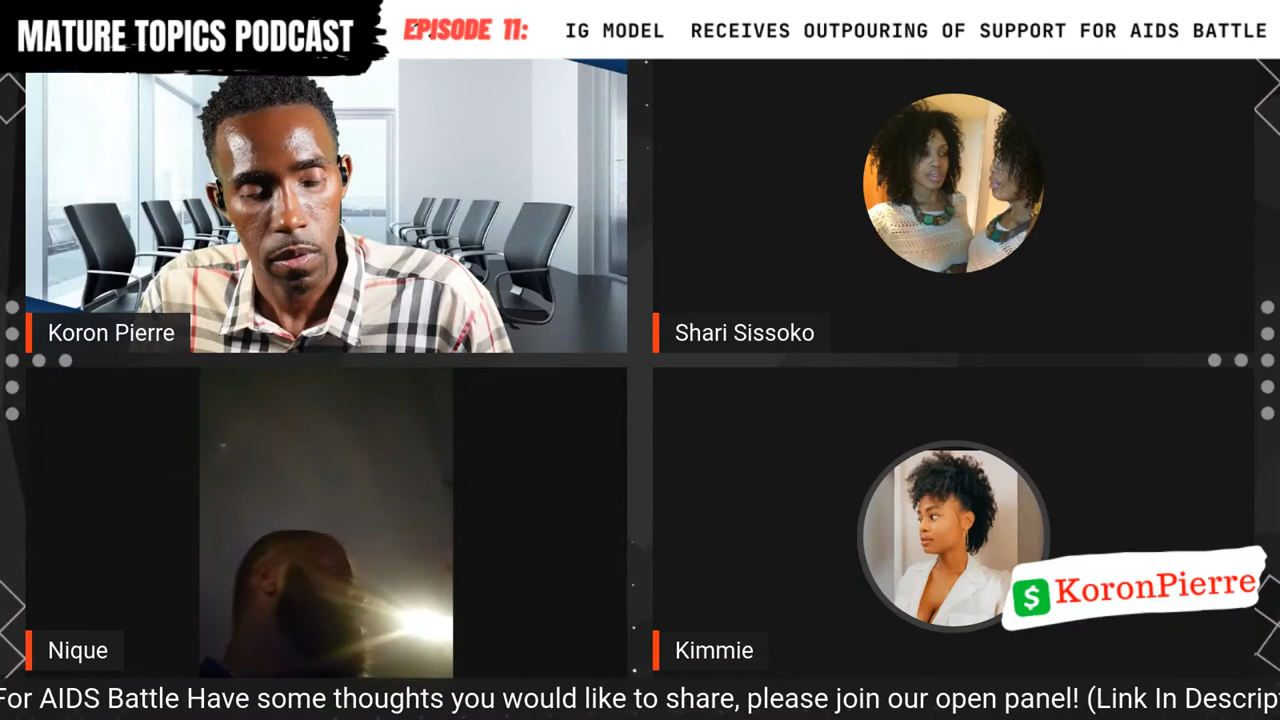 MATURE TOPICS PODCAST
EPISODE 11:
IG MODEL RECEIVES OUTPOURING OF SUPPORT FOR AIDS BATTLE
Koron Pierre
Shari Sissoko
Nique
Kimmie
$ KoronPierre
For AIDS Battle Have some thoughts you would like to share, please join our open panel! (Link In Descrip